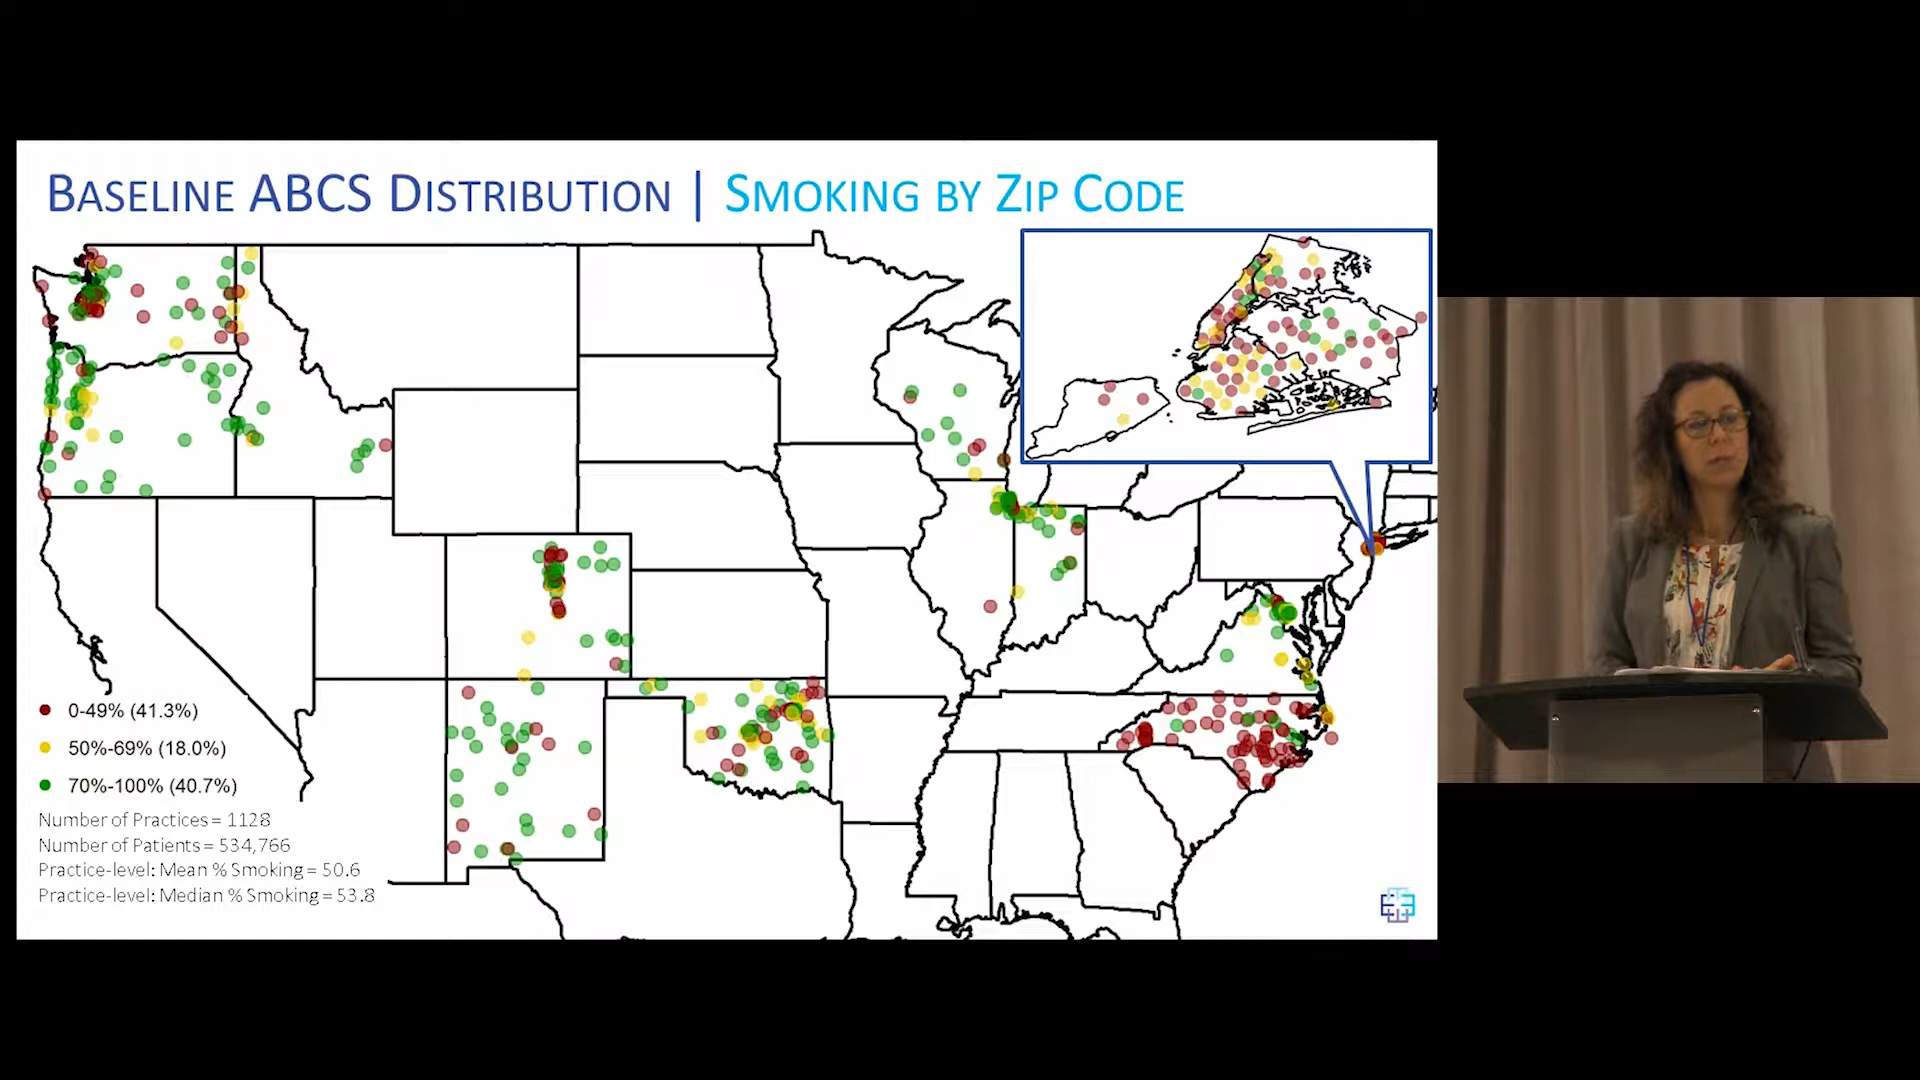 BASELINE ABCS DISTRIBUTION | SMOKING BY ZIP CODE
0-49% (41.3%)
50%-69% (18.0%)
70%-100% (40.7%)
Number of Practices = 1128
Number of Patients = 534,766
Practice-level: Mean % Smoking = 50.6
Practice-level: Median % Smoking = 53.8